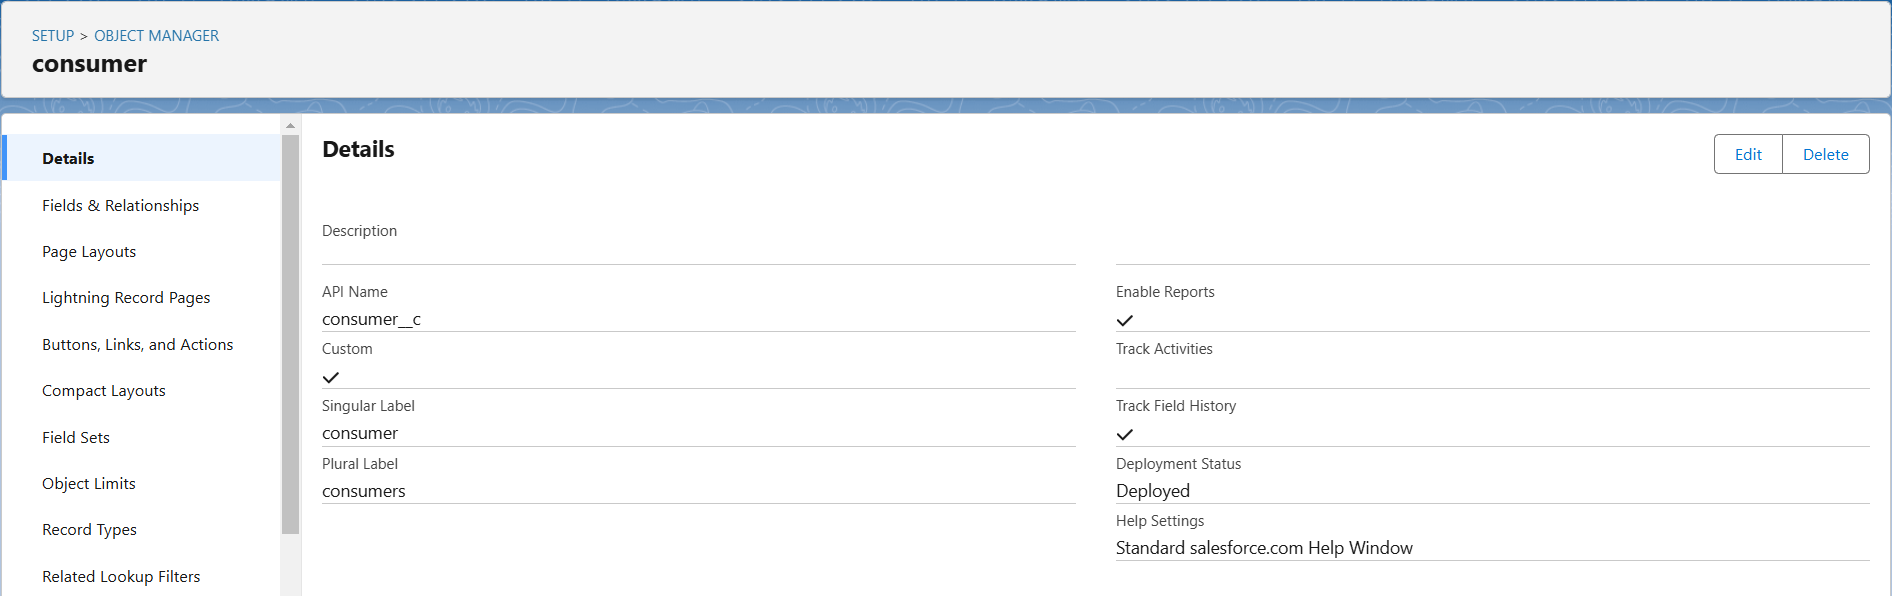 SETUP > OBJECT MANAGER
consumer
Details
Fields & Relationships
Page Layouts
Lightning Record Pages
Buttons, Links, and Actions
Compact Layouts
Field Sets
Object Limits
Record Types
Related Lookup Filters
Details
Edit
Delete
Description
API Name
consumer__c
Custom
Singular Label
consumer
Plural Label
consumers
Enable Reports
Track Activities
Track Field History
Deployment Status
Deployed
Help Settings
Standard salesforce.com Help Window